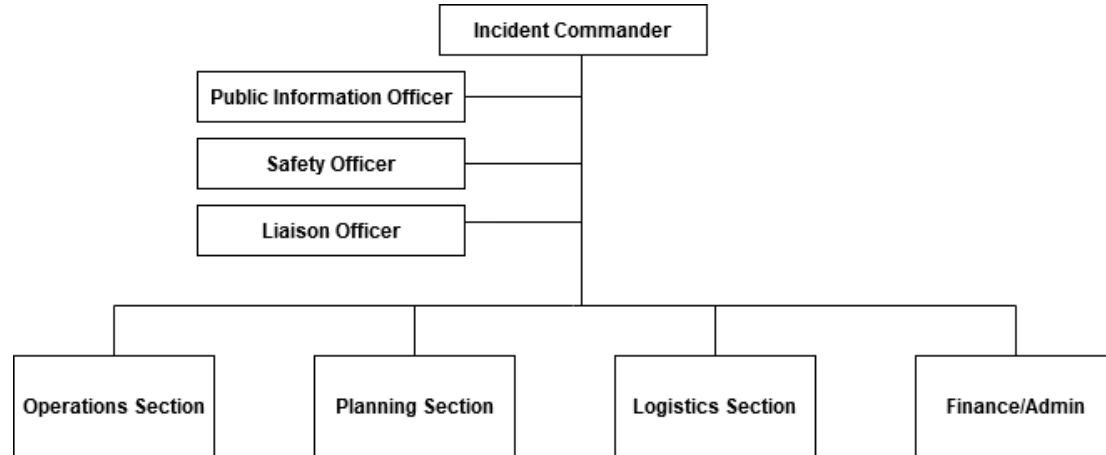 Incident Commander
Public Information Officer
Safety Officer
Liaison Officer
Operations Section
Planning Section
Logistics Section
Finance/Admin